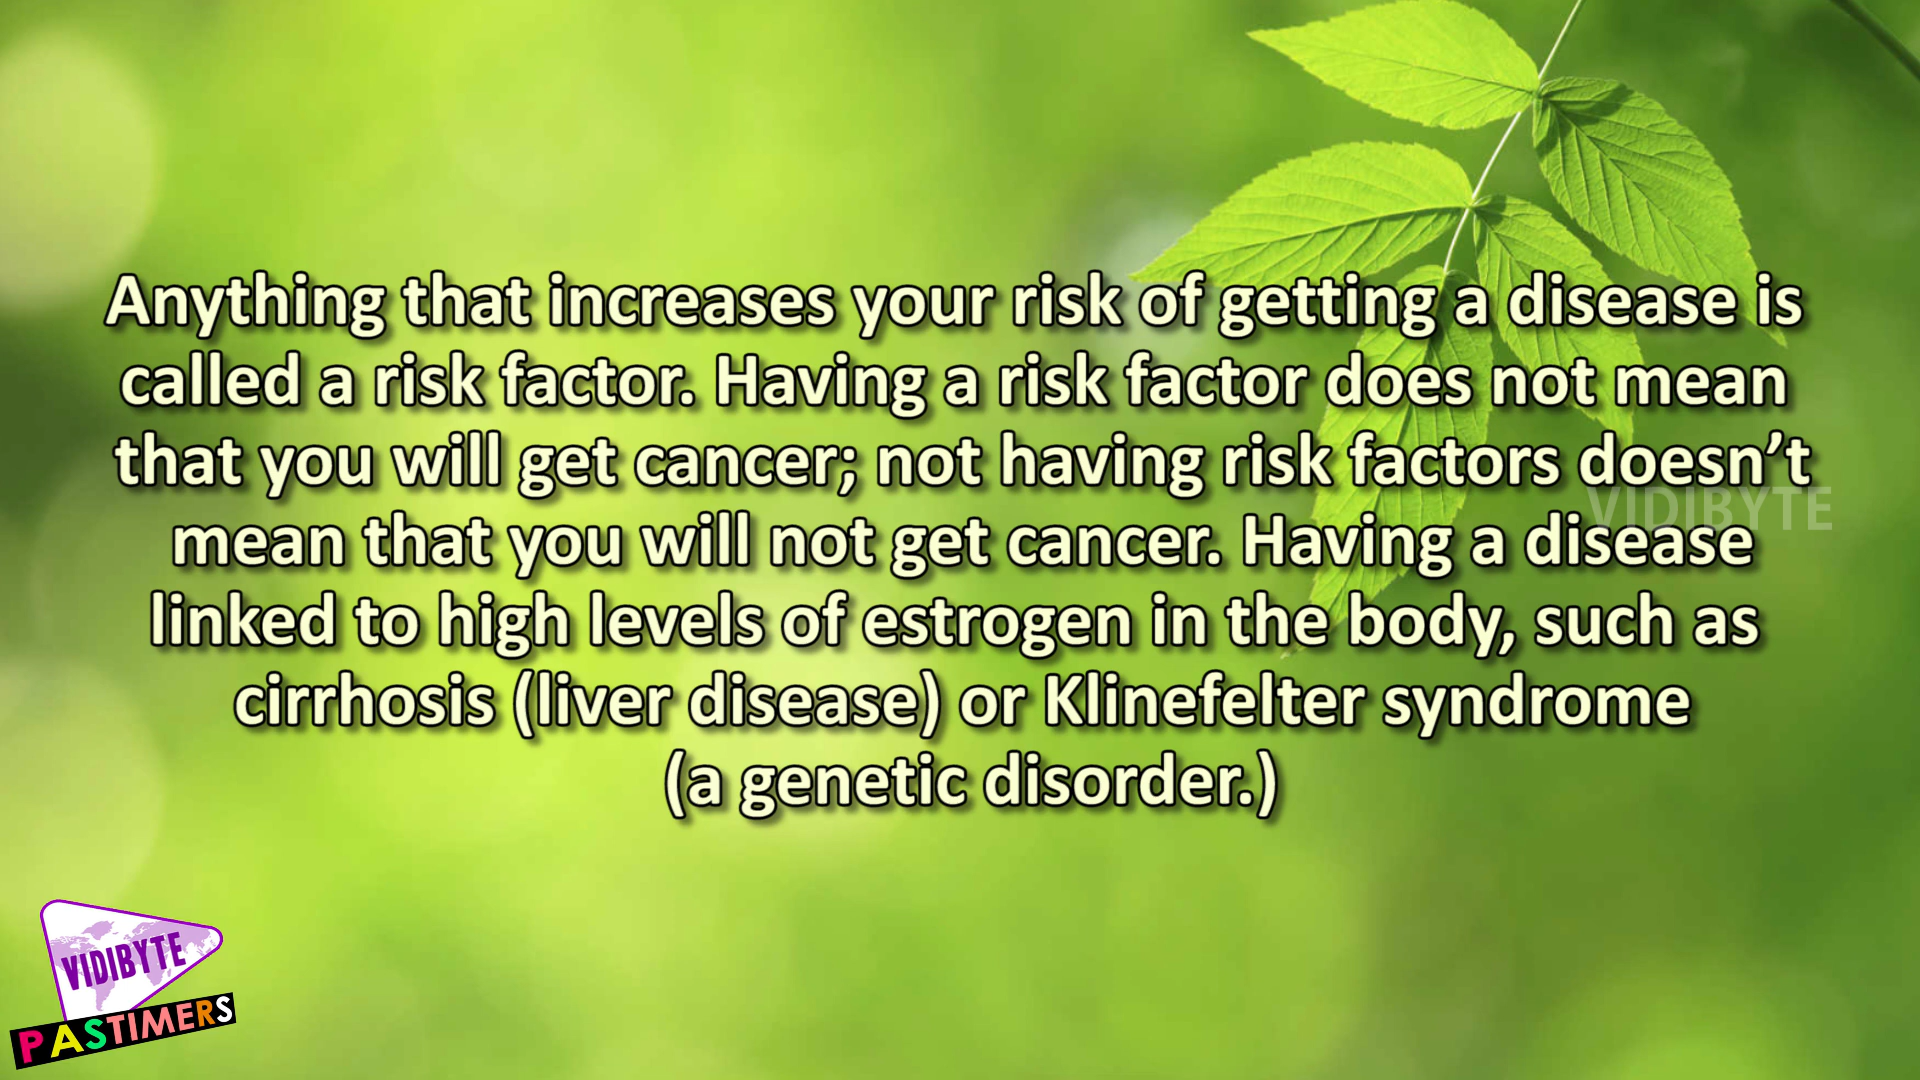 Anything that increases your risk of getting a disease is
called a risk factor. Having a risk factor does not mean
that you will get cancer; not having risk factors doesn’t
mean that you will not get cancer. Having a disease
linked to high levels of estrogen in the body, such as
cirrhosis (liver disease) or Klinefelter syndrome
(a genetic disorder.)
VIDIBYTE
VIDIBYTE
PASTIMERS